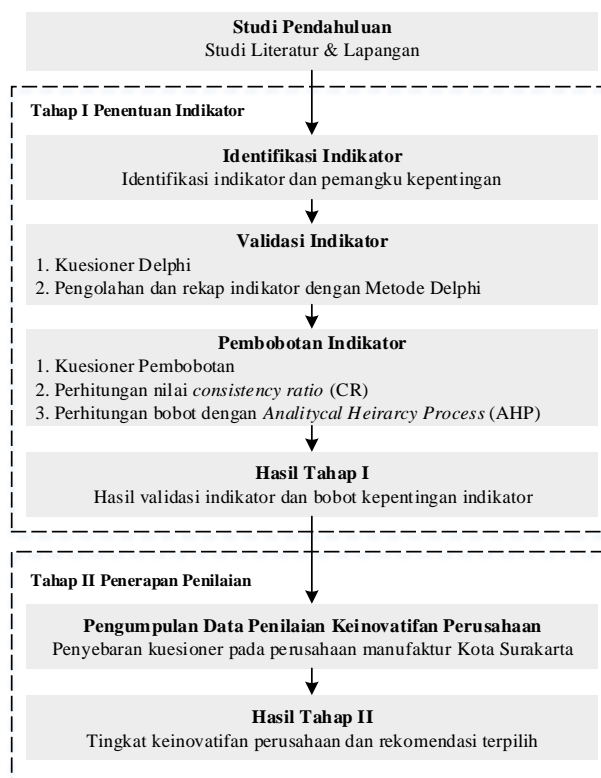 Studi Pendahuluan
Studi Literatur & Lapangan
Tahap I Penentuan Indikator
Identifikasi Indikator
Identifikasi indikator dan pemangku kepentingan
Validasi Indikator
1. Kuesioner Delphi
2. Pengolahan dan rekap indikator dengan Metode Delphi
Pembobotan Indikator
1. Kuesioner Pembobotan
2. Perhitungan nilai consistency ratio (CR)
3. Perhitungan bobot dengan Analitycal Heirarcy Process (AHP)
Hasil Tahap I
Hasil validasi indikator dan bobot kepentingan indikator
Tahap II Penerapan Penilaian
Pengumpulan Data Penilaian Keinovatifan Perusahaan
Penyebaran kuesioner pada perusahaan manufaktur Kota Surakarta
Hasil Tahap II
Tingkat keinovatifan perusahaan dan rekomendasi terpilih